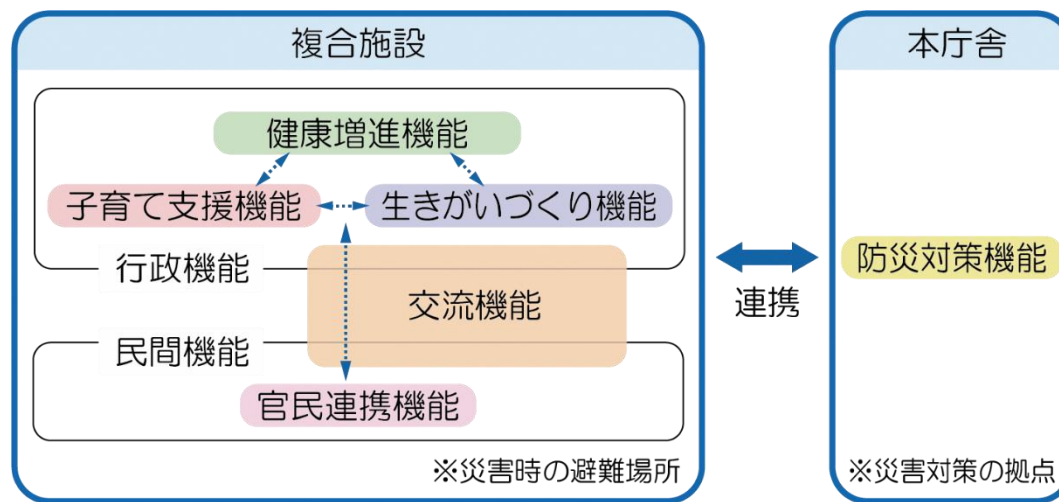 複合施設
健康増進機能
子育て支援機能
生きがいづくり機能
行政機能
交流機能
民間機能
官民連携機能
※災害時の避難場所
連携
本庁舎
防災対策機能
※災害対策の拠点